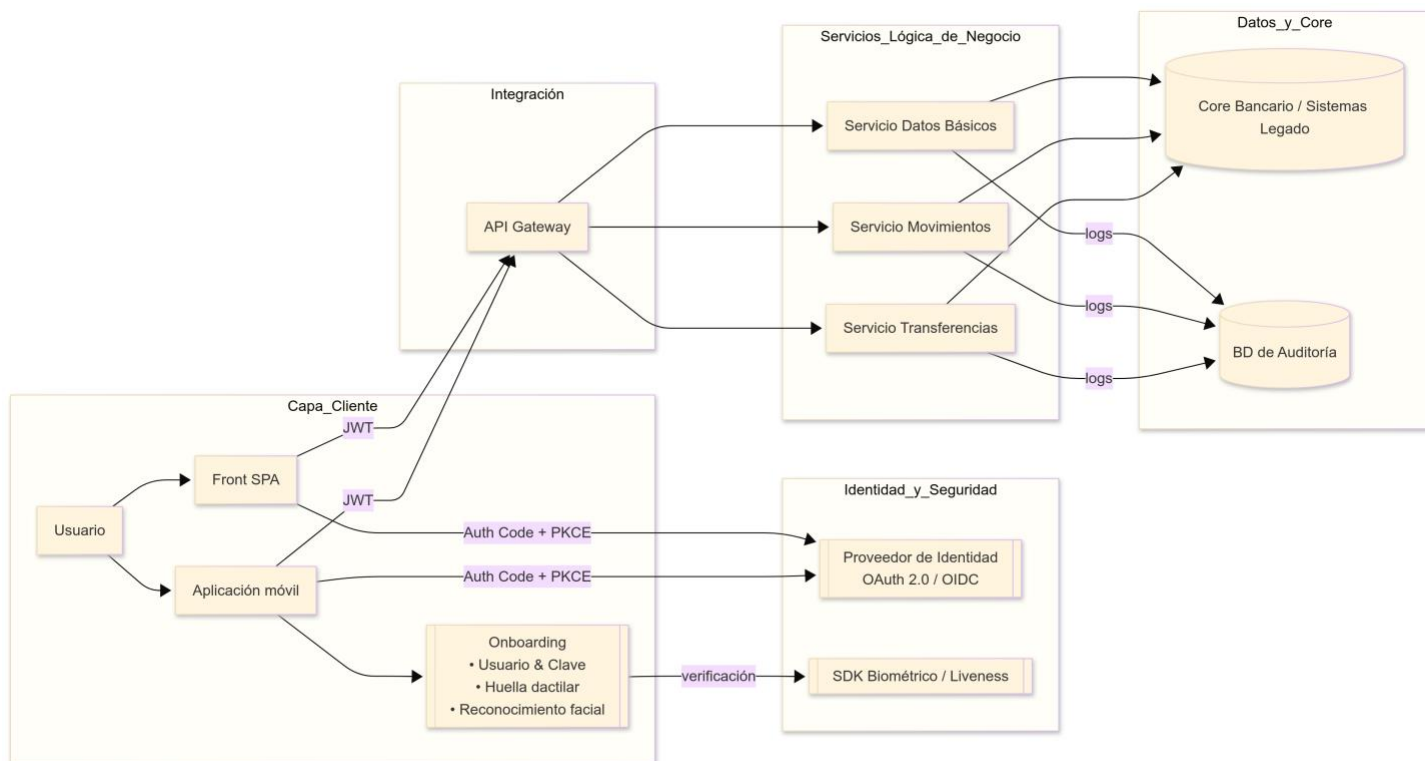 Servicios_Lógica_de_Negocio
Datos_y_Core
Integración
Servicio Datos Básicos
Core Bancario / Sistemas
Legado
API Gateway
Servicio Movimientos
logs
logs
Servicio Transferencias
BD de Auditoría
logs
Capa_Cliente
JWT
Front SPA
JWT
Identidad_y_Seguridad
Usuario
Auth Code + PKCE
Proveedor de Identidad
OAuth 2.0 / OIDC
Aplicación móvil
Auth Code + PKCE
Onboarding
• Usuario & Clave
• Huella dactilar
• Reconocimiento facial
verificación
SDK Biométrico / Liveness